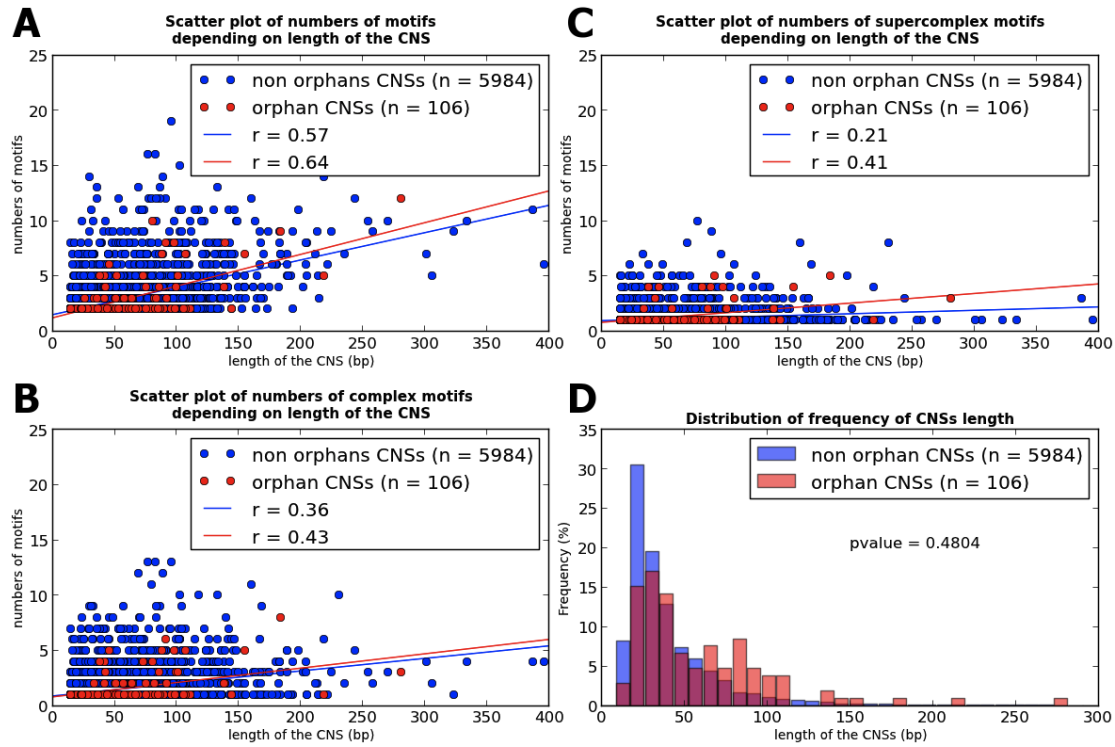 A
Scatter plot of numbers of motifs
depending on length of the CNS
25
20
15
10
5
0
numbers of motifs
non orphans CNSs (n = 5984)
orphan CNSs (n = 106)
r = 0.57
r = 0.64
0 50 100 150 200 250 300 350 400
length of the CNS (bp)
C
Scatter plot of numbers of supercomplex motifs
depending on length of the CNS
25
20
15
10
5
0
numbers of motifs
non orphans CNSs (n = 5984)
orphan CNSs (n = 106)
r = 0.21
r = 0.41
0 50 100 150 200 250 300 350 400
length of the CNS (bp)
B
Scatter plot of numbers of complex motifs
depending on length of the CNS
25
20
15
10
5
0
numbers of motifs
non orphans CNSs (n = 5984)
orphan CNSs (n = 106)
r = 0.36
r = 0.43
0 50 100 150 200 250 300 350 400
length of the CNS (bp)
D
Distribution of frequency of CNSs length
35
30
25
20
15
10
5
0
Frequency (%)
non orphan CNSs (n = 5984)
orphan CNSs (n = 106)
pvalue = 0.4804
0 50 100 150 200 250 300
length of the CNSs (bp)